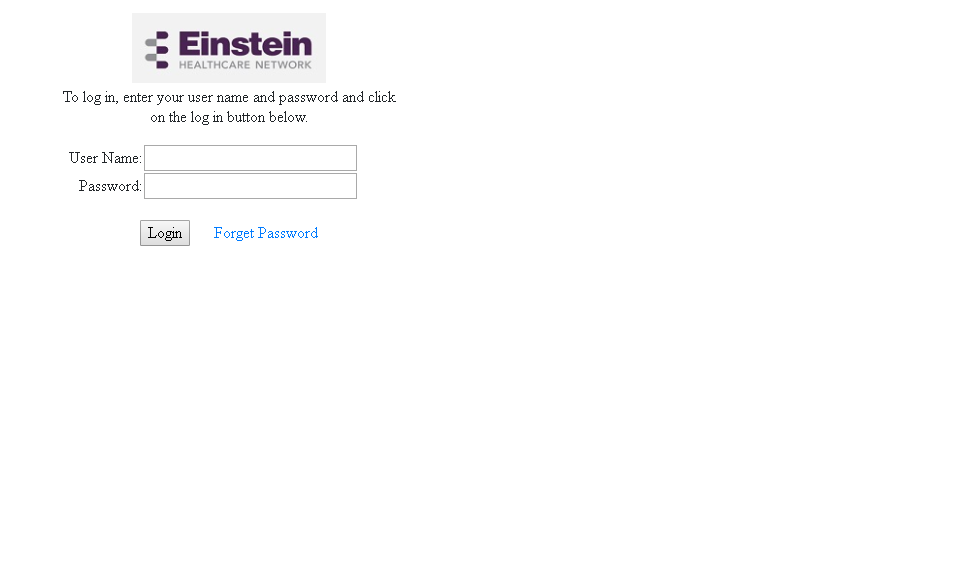 Einstein
HEALTHCARE NETWORK
To log in, enter your user name and password and click
on the log in button below.
User Name:
Password:
Login Forget Password